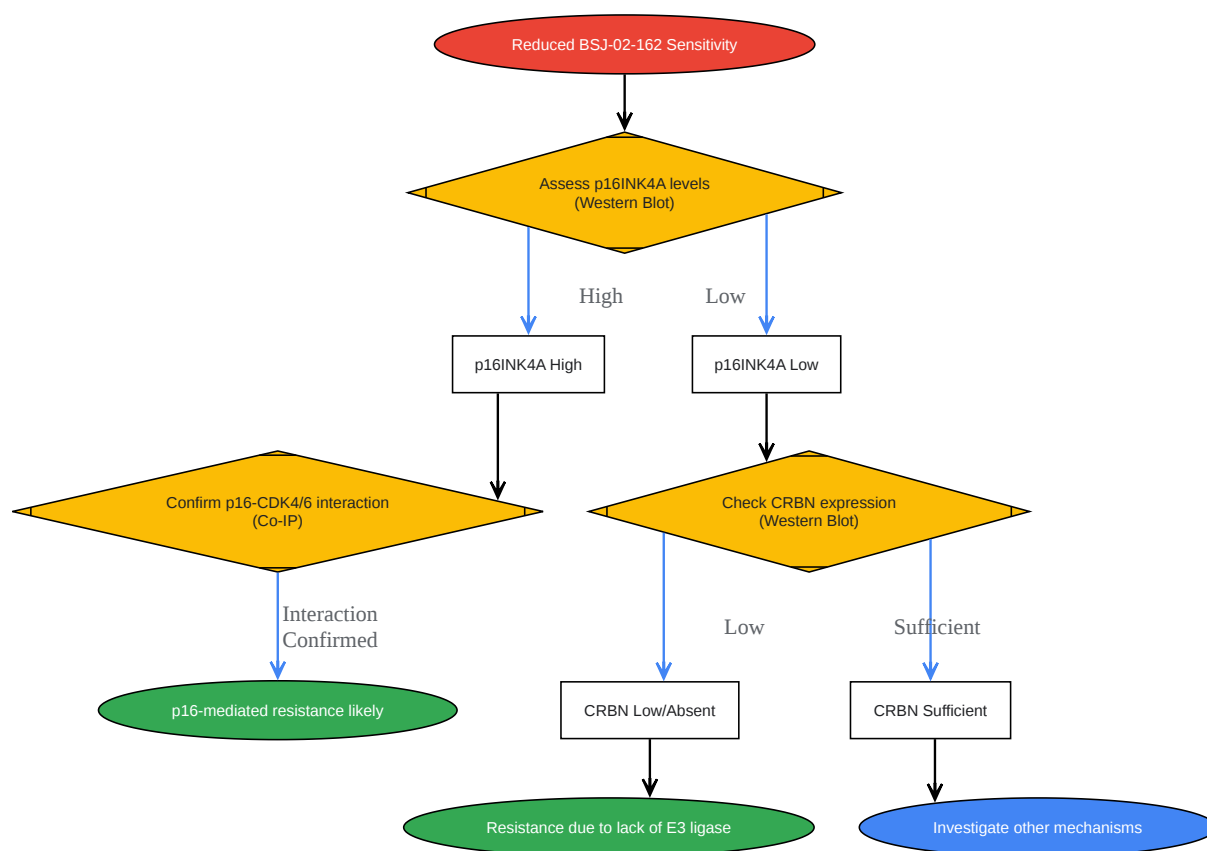 Reduced BSJ-02-162 Sensitivity
Assess p16INK4A levels
(Western Blot)
High
Low
p16INK4A High
p16INK4A Low
Confirm p16-CDK4/6 interaction
(Co-IP)
Check CRBN expression
(Western Blot)
Interaction
Confirmed
Low
Sufficient
p16-mediated resistance likely
CRBN Low/Absent
CRBN Sufficient
Resistance due to lack of E3 ligase
Investigate other mechanisms